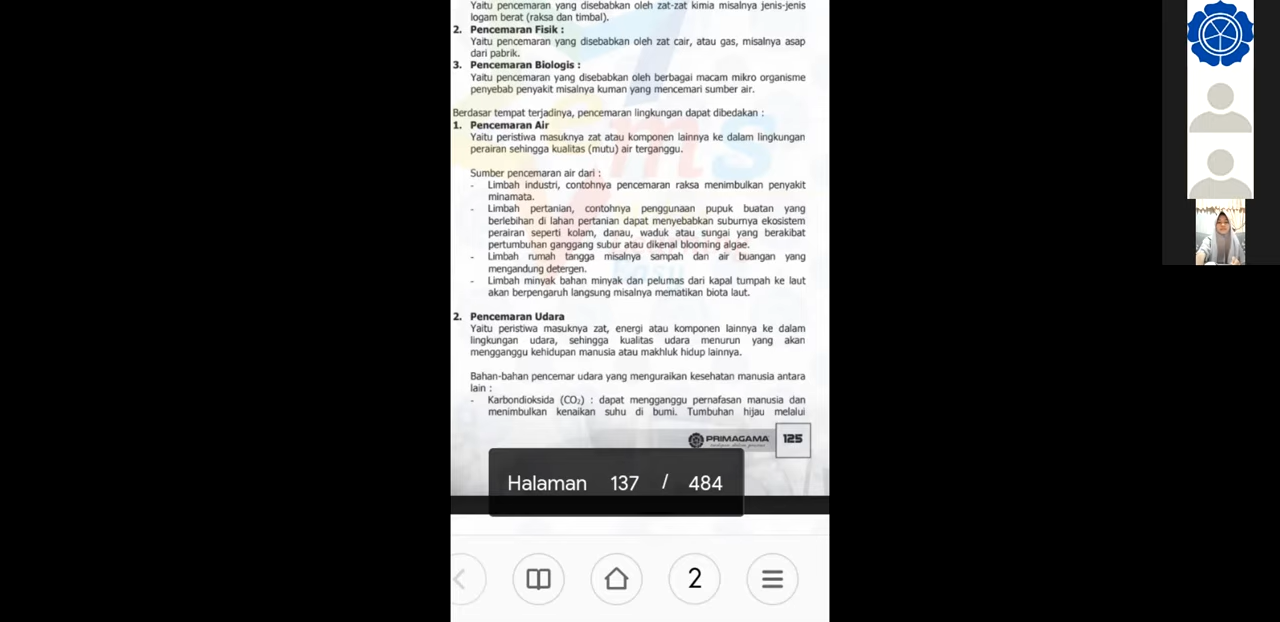 Yaitu pencemaran yang disebabkan oleh zat-zat kimia misalnya jenis-jenis
logam berat (raksa dan timbal).
2. Pencemaran Fisik :
Yaitu pencemaran yang disebabkan oleh zat cair, atau gas, misalnya asap
dari pabrik.
3. Pencemaran Biologis :
Yaitu pencemaran yang disebabkan oleh berbagai macam mikro organisme
penyebab penyakit misalnya kuman yang mencemari sumber air.
Berdasar tempat terjadinya, pencemaran lingkungan dapat dibedakan :
1. Pencemaran Air
Yaitu peristiwa masuknya zat atau komponen lainnya ke dalam lingkungan
perairan sehingga kualitas (mutu) air terganggu.
Sumber pencemaran air dari :
- Limbah industri, contohnya pencemaran raksa menimbulkan penyakit
minamata.
- Limbah pertanian, contohnya penggunaan pupuk buatan yang
berlebihan di lahan pertanian dapat menyebabkan suburnya ekosistem
perairan seperti kolam, danau, waduk atau sungai yang berakibat
pertumbuhan ganggang subur atau dikenal blooming algae.
- Limbah rumah tangga misalnya sampah dan air buangan yang
mengandung detergen.
- Limbah minyak bahan minyak dan pelumas dari kapal tumpah ke laut
akan berpengaruh langsung misalnya mematikan biota laut.
2. Pencemaran Udara
Yaitu peristiwa masuknya zat, energi atau komponen lainnya ke dalam
lingkungan udara, sehingga kualitas udara menurun yang akan
mengganggu kehidupan manusia atau makhluk hidup lainnya.
Bahan-bahan pencemar udara yang menguraikan kesehatan manusia antara
lain :
- Karbondioksida (CO₂) : dapat mengganggu pernafasan manusia dan
menimbulkan kenaikan suhu di bumi. Tumbuhan hijau melalui
PRIMAGAMA 125
Halaman 137 / 484
2